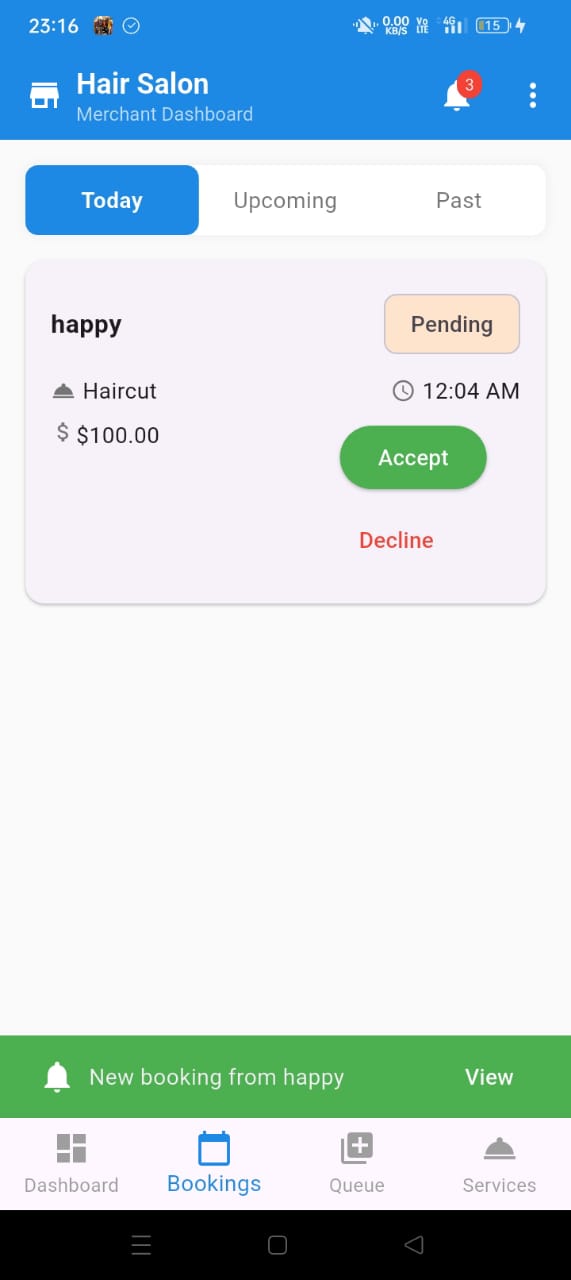 23:16 0.00 KB/S Vo LTE 4G 15
Hair Salon
Merchant Dashboard
3
Today Upcoming Past
happy Pending
Haircut 12:04 AM
$ $100.00
Accept
Decline
New booking from happy View
Dashboard Bookings Queue Services